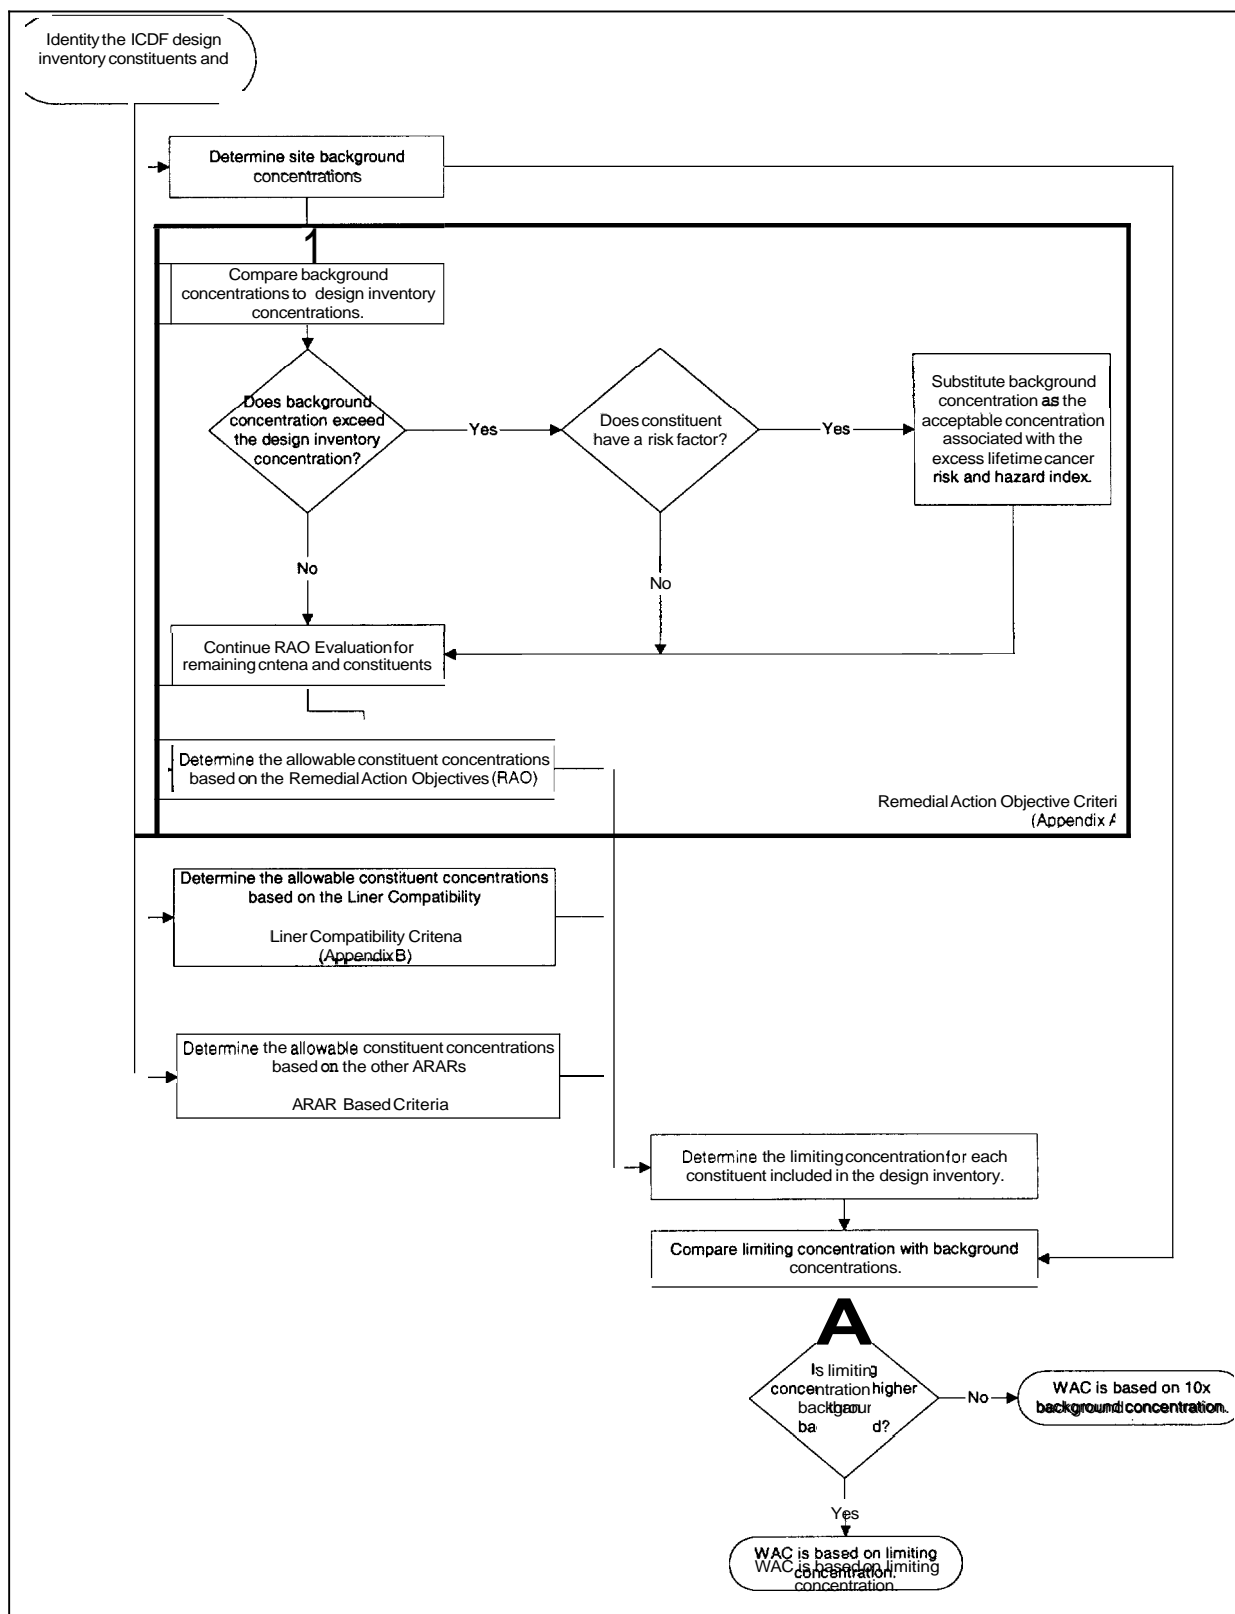 Identity the ICDF design
inventory constituents and
Determine site background
concentrations
1
Compare background
concentrations to design inventory
concentrations.
Does background
concentration exceed
the design inventory
concentration?
Yes
Does constituent
have a risk factor?
Yes
Substitute background
concentration as the
acceptable concentration
associated with the
excess lifetime cancer
risk and hazard index.
No
No
Continue RAO Evaluation for
remaining cntena and constituents
Determine the allowable constituent concentrations
based on the Remedial Action Objectives (RAO)
Remedial Action Objective Criteri
(Appendix A
Determine the allowable constituent concentrations
based on the Liner Compatibility
Liner Compatibility Critena
(Appendix B)
Determine the allowable constituent concentrations
based on the other ARARs
ARAR Based Criteria
Determine the limiting concentration for each
constituent included in the design inventory.
Compare limiting concentration with background
concentrations.
A
Is limiting
concentration higher
than
background?
No
WAC is based on 10x
background concentration.
Yes
WAC is based on limiting
concentration.